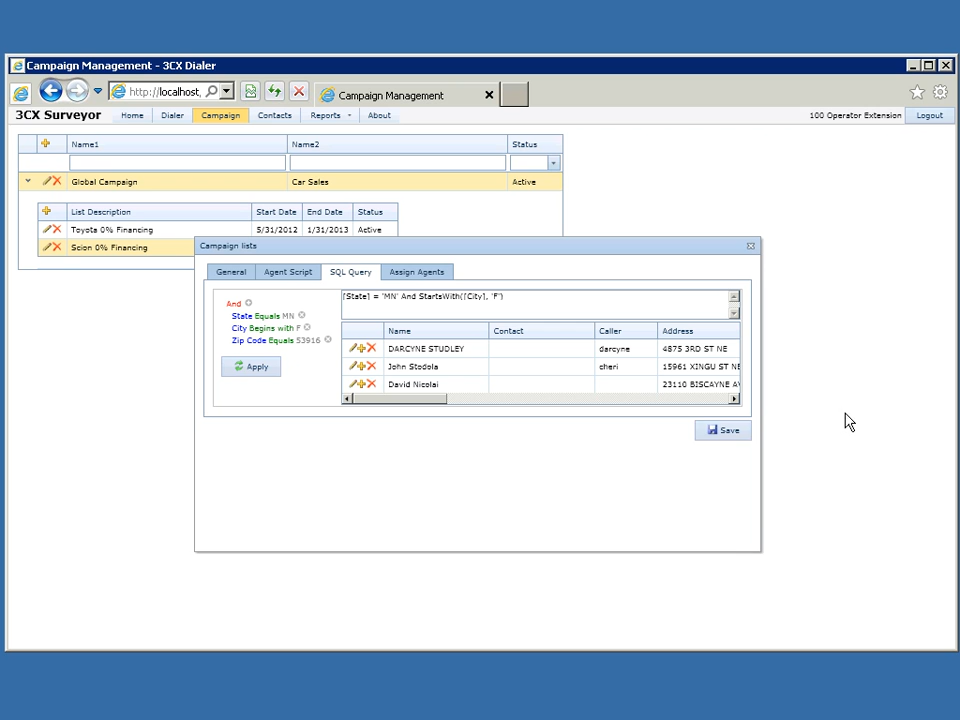 Campaign Management - 3CX Dialer
http://localhost, Campaign Management
3CX Surveyor Home Dialer Campaign Contacts Reports About 100 Operator Extension Logout
Name1 Name2 Status
Global Campaign Car Sales Active
List Description Start Date End Date Status
Toyota 0% Financing 5/31/2012 1/31/2013 Active
Scion 0% Financing
Campaign lists
General Agent Script SQL Query Assign Agents
And
State Equals MN
City Begins with F
Zip Code Equals 53916
Apply
[State] = 'MN' And StartsWith([City], 'F')
Name Contact Caller Address
DARCYNE STUDLEY darcyne 4875 3RD ST NE
John Stodola cheri 15961 XINGU ST NE
David Nicolai 23110 BISCAYNE AV
Save